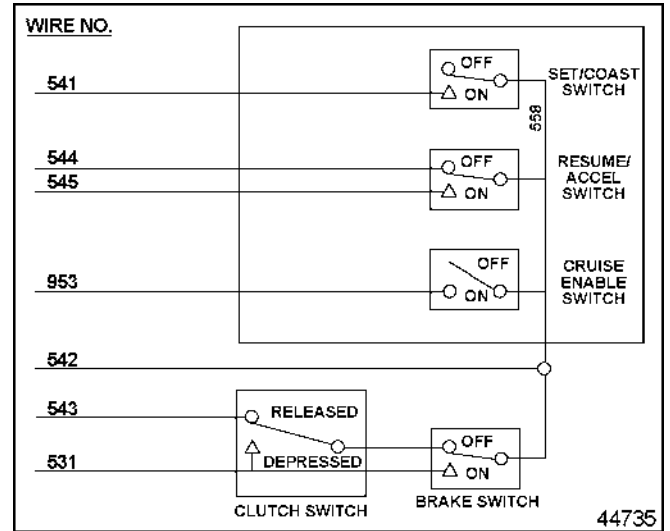 WIRE NO.
541
OFF
ON
SET/COAST
SWITCH
558
544
545
OFF
ON
RESUME/
ACCEL
SWITCH
953
OFF
ON
CRUISE
ENABLE
SWITCH
542
543
531
RELEASED
DEPRESSED
CLUTCH SWITCH
OFF
ON
BRAKE SWITCH
44735